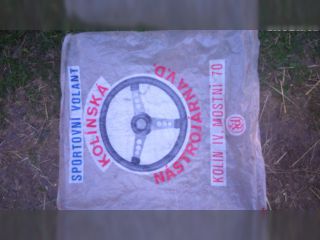 SPORTOVNÍ VOLANT
KOLÍNSKÁ
NÁSTROJÁRNA V.D.
KOLÍN IV. MOSTNÍ 70